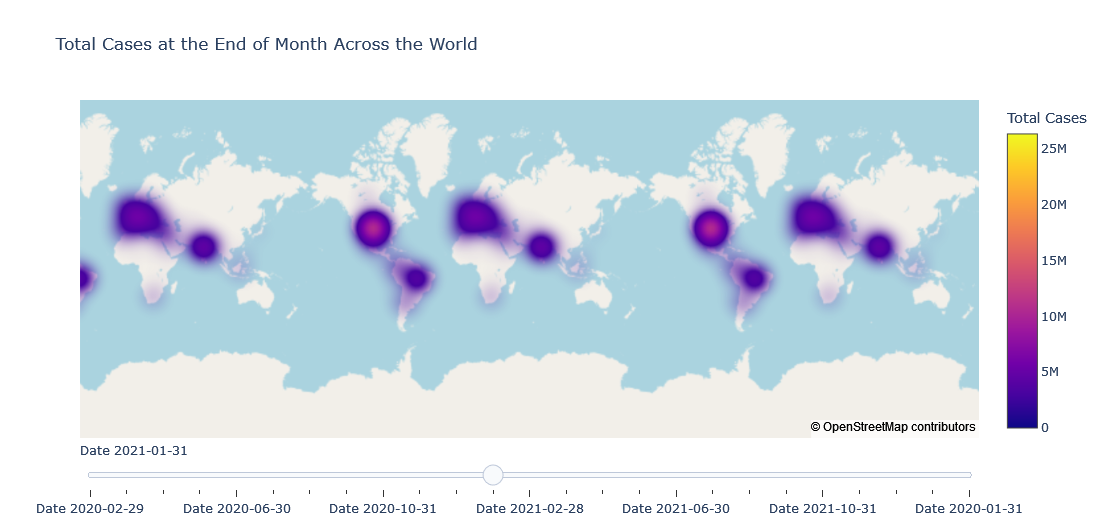 Total Cases at the End of Month Across the World
Total Cases
25M
20M
15M
10M
5M
0
© OpenStreetMap contributors
Date 2021-01-31
Date 2020-02-29 Date 2020-06-30 Date 2020-10-31 Date 2021-02-28 Date 2021-06-30 Date 2021-10-31 Date 2020-01-31